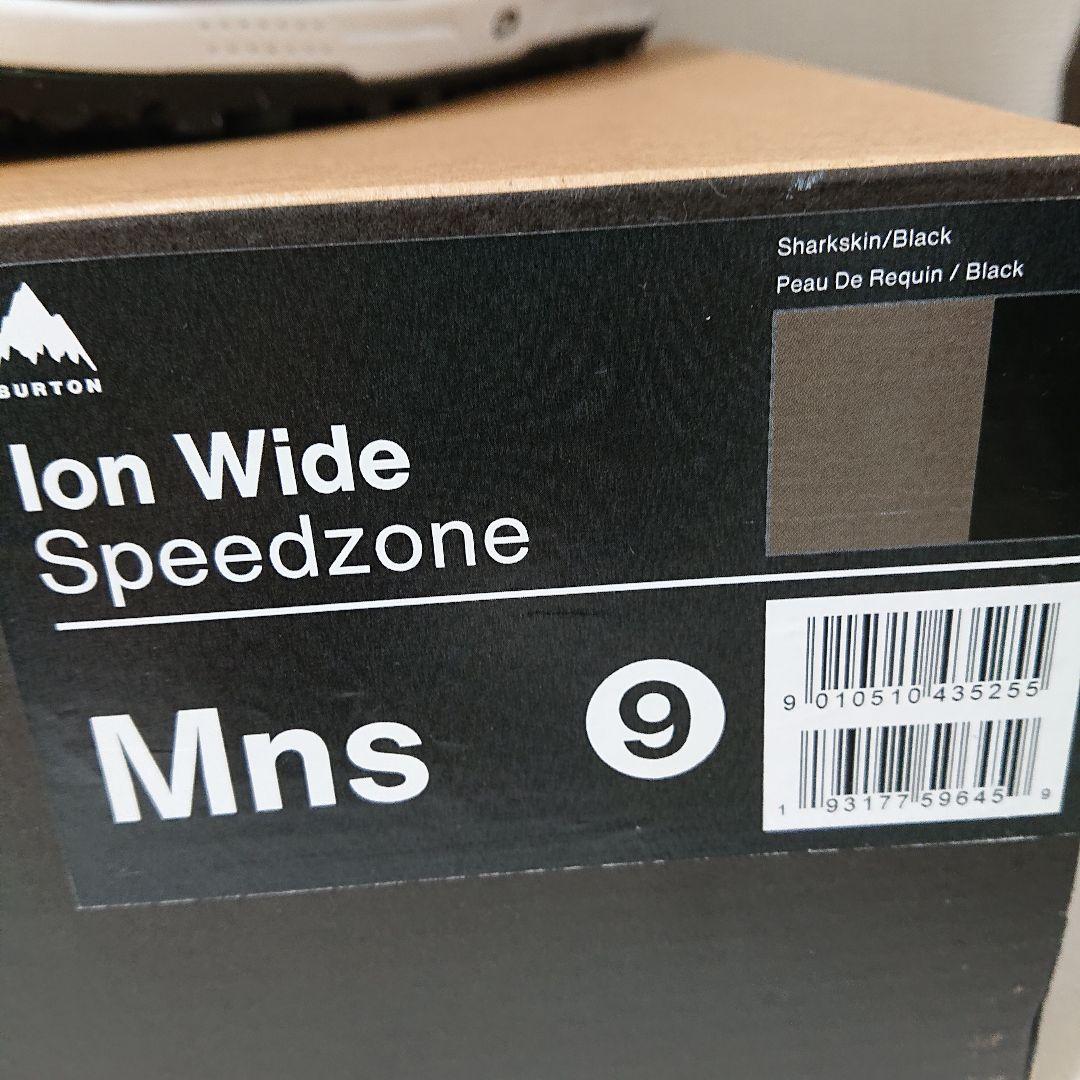 Sharkskin/Black
Peau De Requin / Black
BURTON
Ion Wide
Speedzone
Mns
9
9 010510 435255
1 93177 59645 9